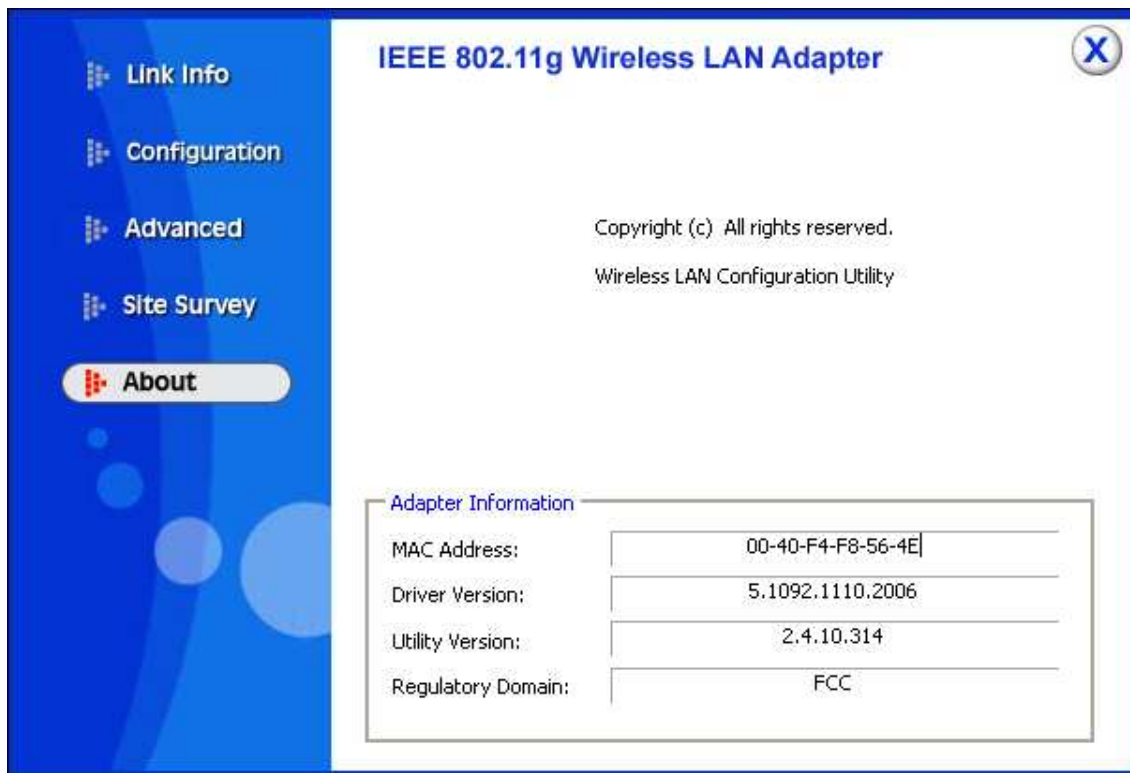 Link Info
Configuration
Advanced
Site Survey
About
IEEE 802.11g Wireless LAN Adapter
X
Copyright (c)  All rights reserved.
Wireless LAN Configuration Utility
Adapter Information
MAC Address: 00-40-F4-F8-56-4E
Driver Version: 5.1092.1110.2006
Utility Version: 2.4.10.314
Regulatory Domain: FCC